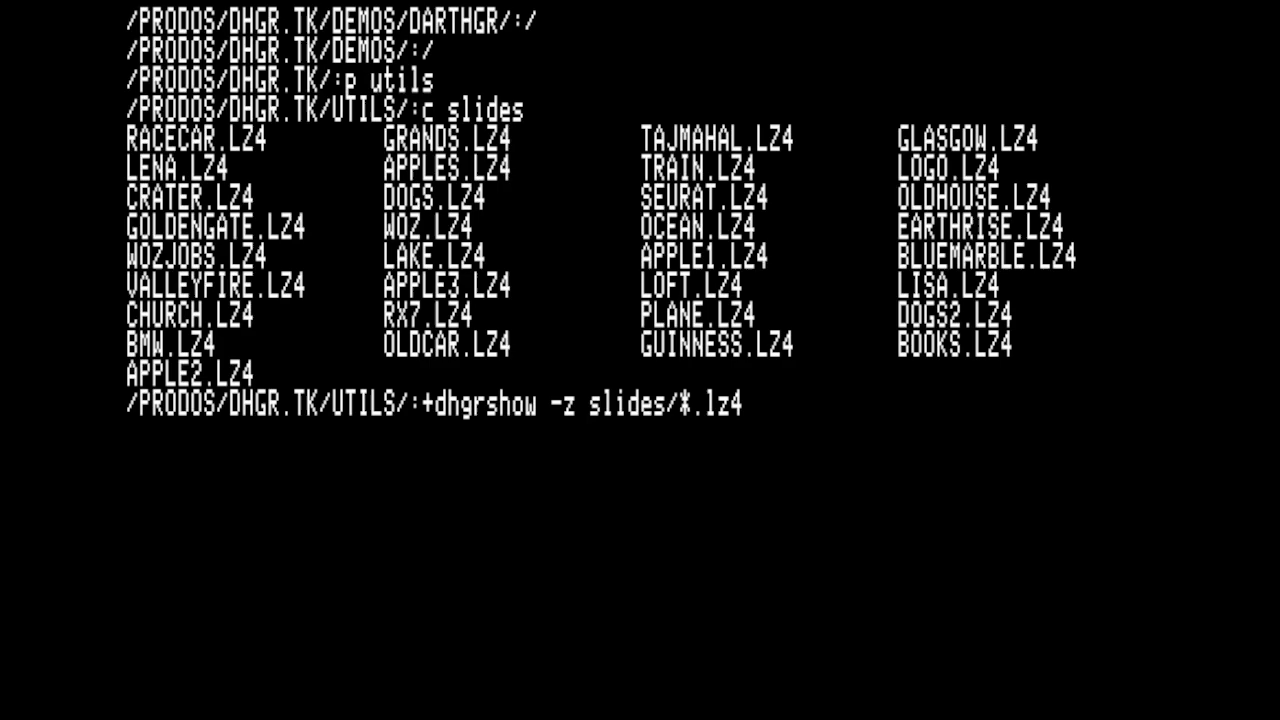 /PRODOS/DHGR.TK/DEMOS/DARTHGR/:/
/PRODOS/DHGR.TK/DEMOS/:/
/PRODOS/DHGR.TK/:p utils
/PRODOS/DHGR.TK/UTILS/:c slides
RACECAR.LZ4 GRANDS.LZ4 TAJMAHAL.LZ4 GLASGOW.LZ4
LENA.LZ4 APPLES.LZ4 TRAIN.LZ4 LOGO.LZ4
CRATER.LZ4 DOGS.LZ4 SEURAT.LZ4 OLDHOUSE.LZ4
GOLDENGATE.LZ4 WOZ.LZ4 OCEAN.LZ4 EARTHRISE.LZ4
WOZJOBS.LZ4 LAKE.LZ4 APPLE1.LZ4 BLUEMARBLE.LZ4
VALLEYFIRE.LZ4 APPLE3.LZ4 LOFT.LZ4 LISA.LZ4
CHURCH.LZ4 RX7.LZ4 PLANE.LZ4 DOGS2.LZ4
BMW.LZ4 OLDCAR.LZ4 GUINNESS.LZ4 BOOKS.LZ4
APPLE2.LZ4
/PRODOS/DHGR.TK/UTILS/:+dhgrshow -z slides/*.lz4